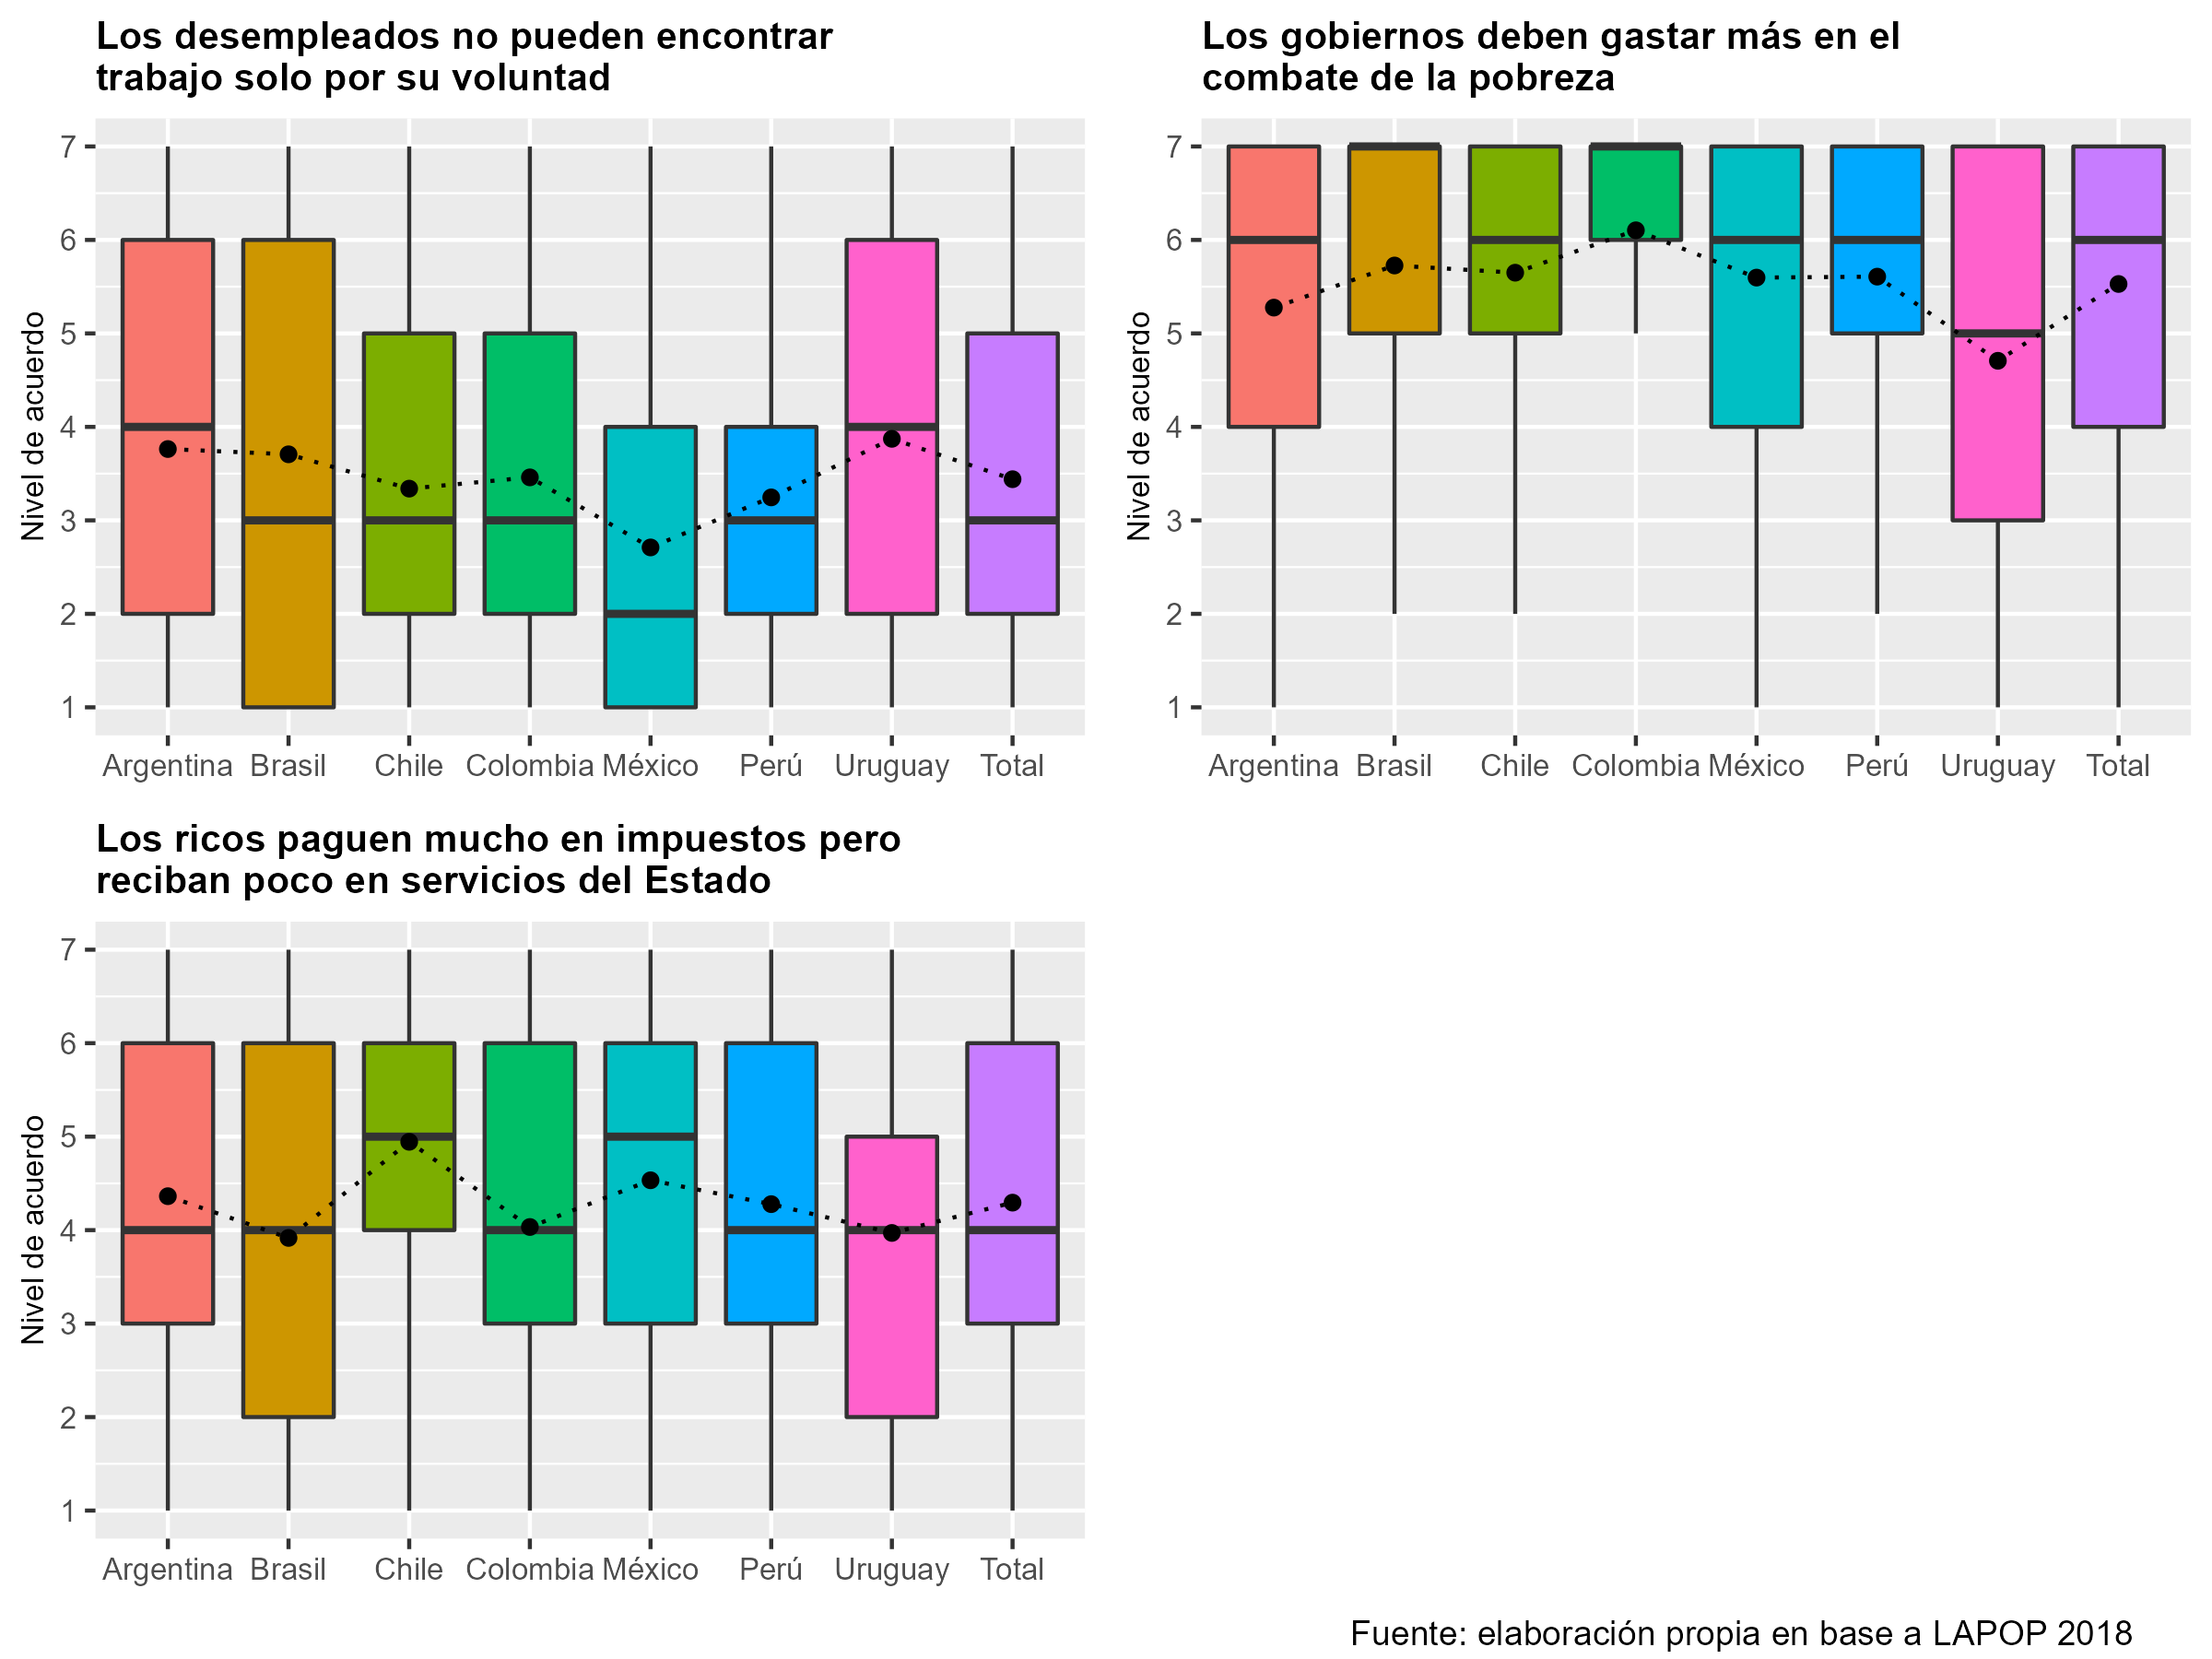 Los desempleados no pueden encontrar
trabajo solo por su voluntad
Nivel de acuerdo
7
6
5
4
3
2
1
Argentina Brasil Chile Colombia México Perú Uruguay Total
Los gobiernos deben gastar más en el
combate de la pobreza
Nivel de acuerdo
7
6
5
4
3
2
1
Argentina Brasil Chile Colombia México Perú Uruguay Total
Los ricos paguen mucho en impuestos pero
reciban poco en servicios del Estado
Nivel de acuerdo
7
6
5
4
3
2
1
Argentina Brasil Chile Colombia México Perú Uruguay Total
Fuente: elaboración propia en base a LAPOP 2018